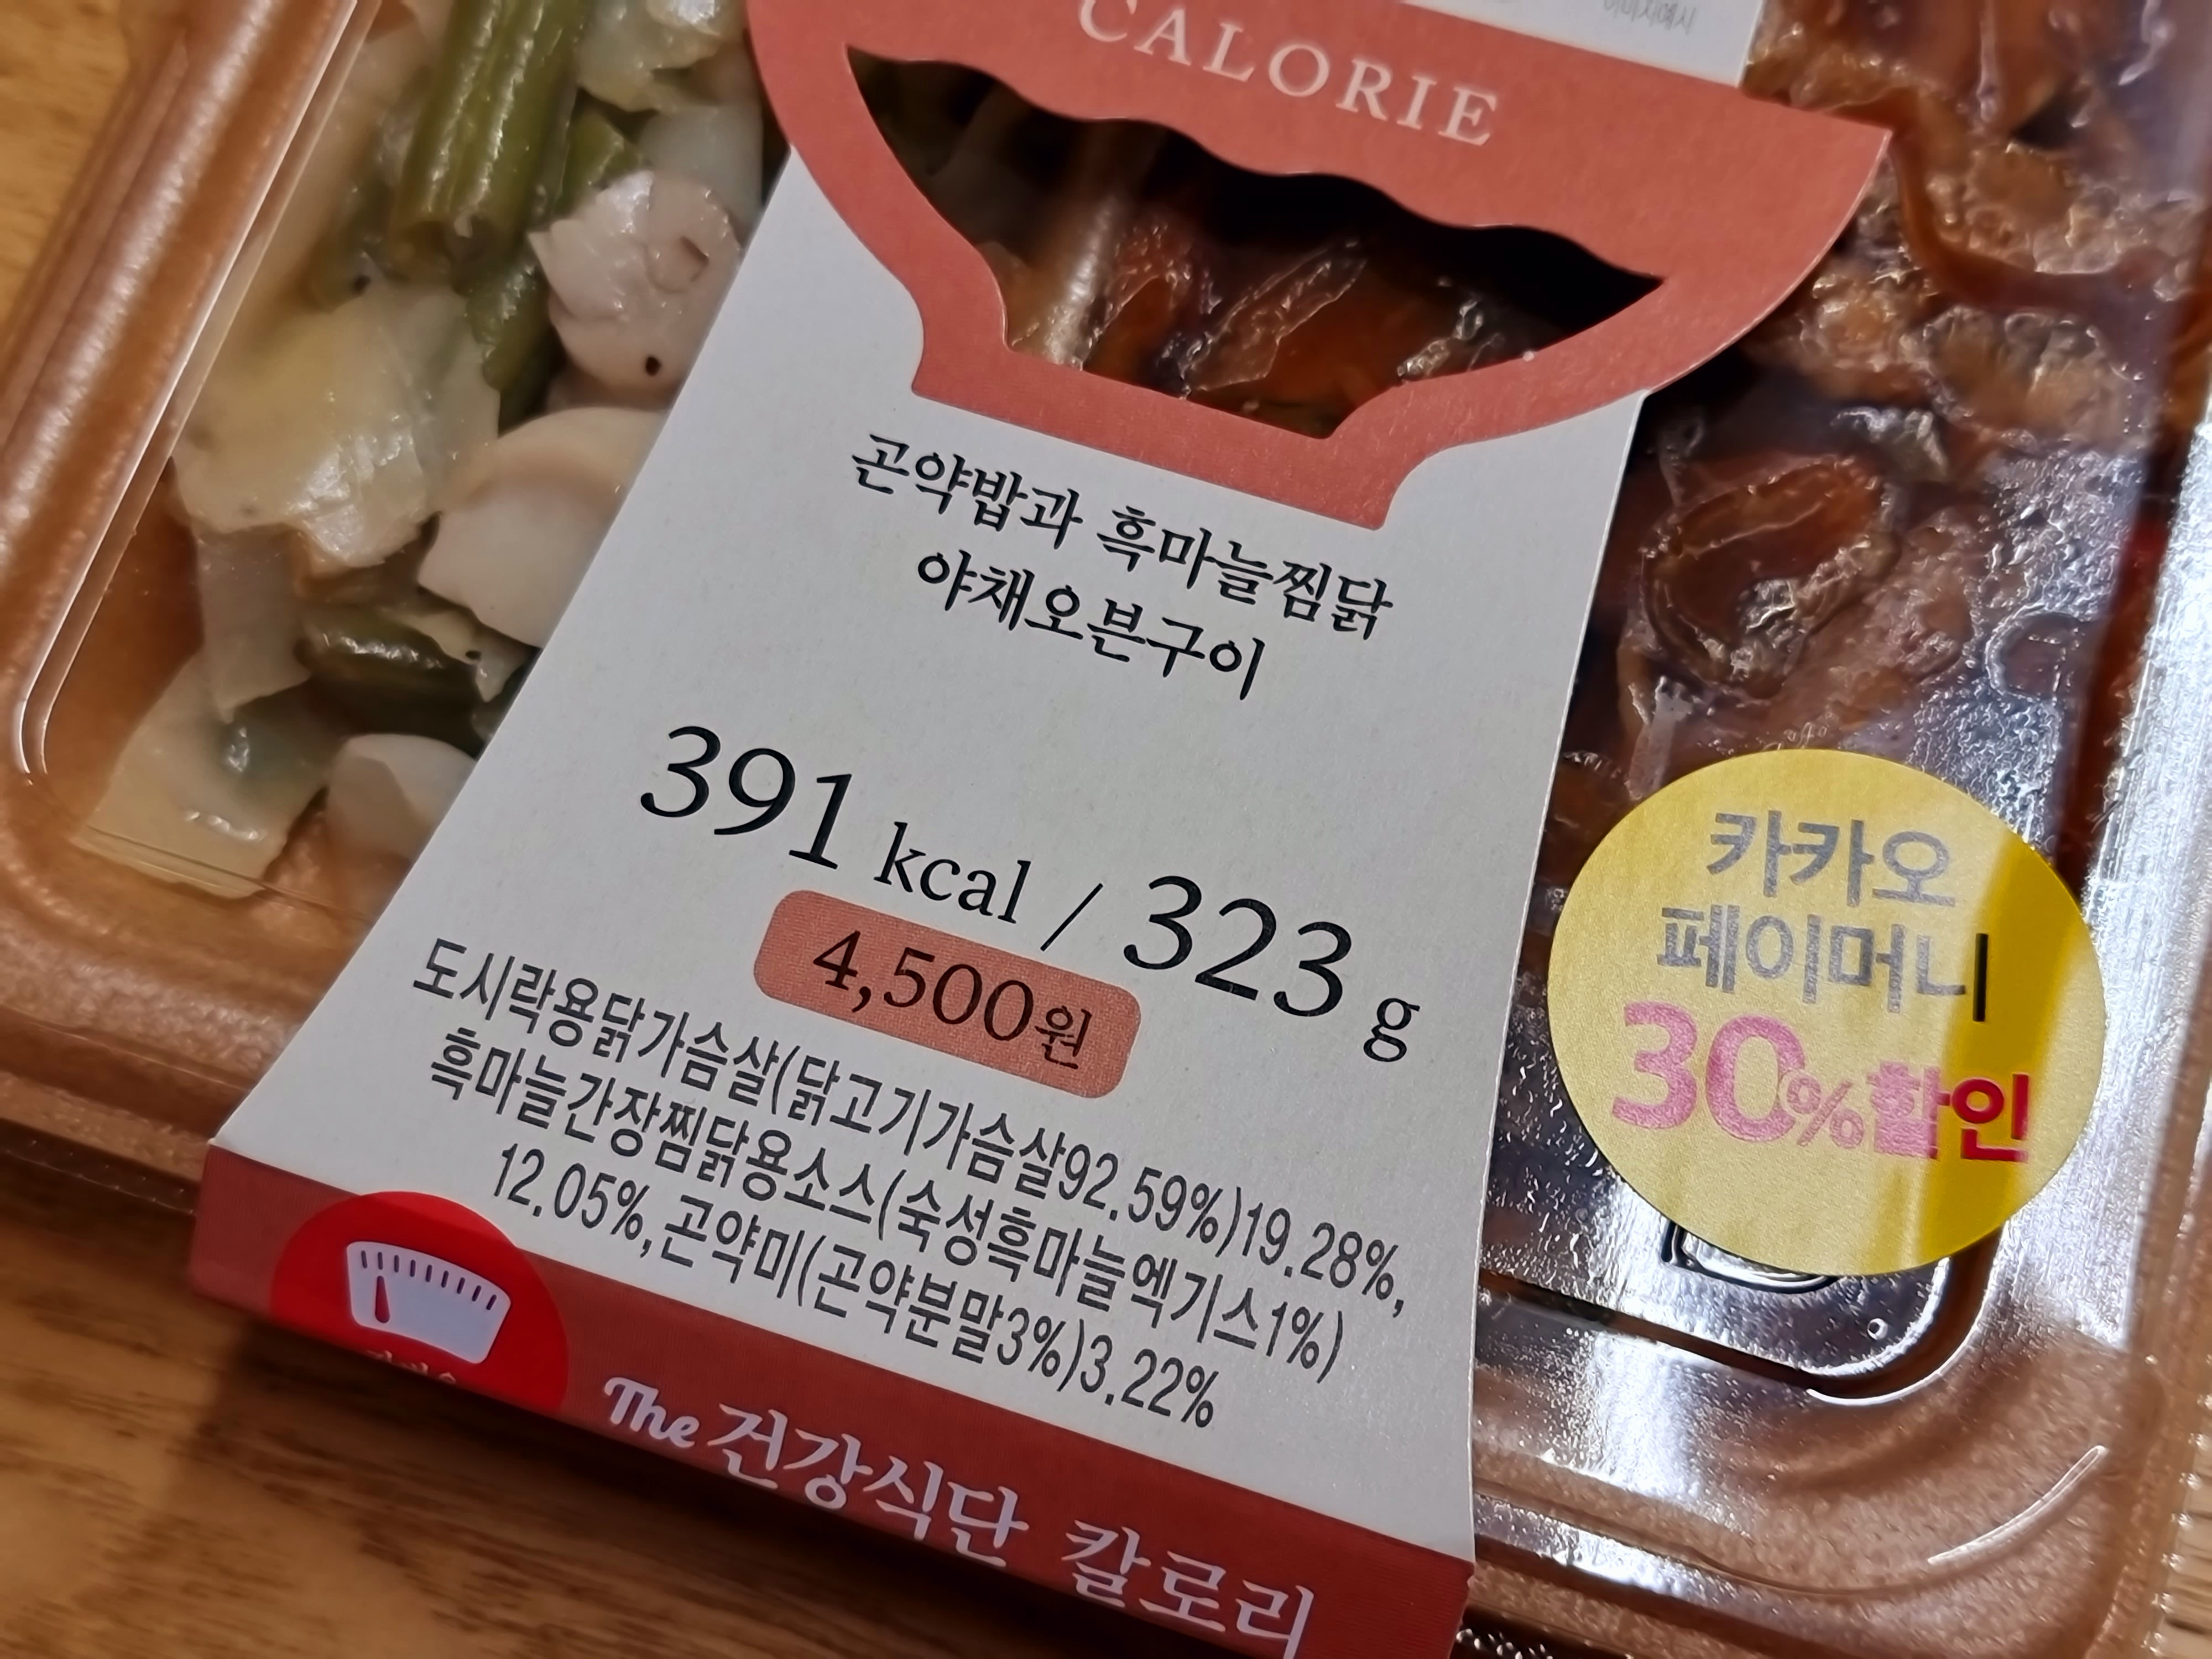 CALORIE
곤약밥과 흑마늘찜닭
야채오븐구이
391 kcal / 323 g
4,500원
도시락용닭가슴살(닭고기가슴살92.59%)19.28%,
흑마늘간장찜닭용소스(숙성흑마늘엑기스1%)
12.05%,곤약미(곤약분말3%)3.22%
The건강식단 칼로리
카카오
페이머니
30%할인